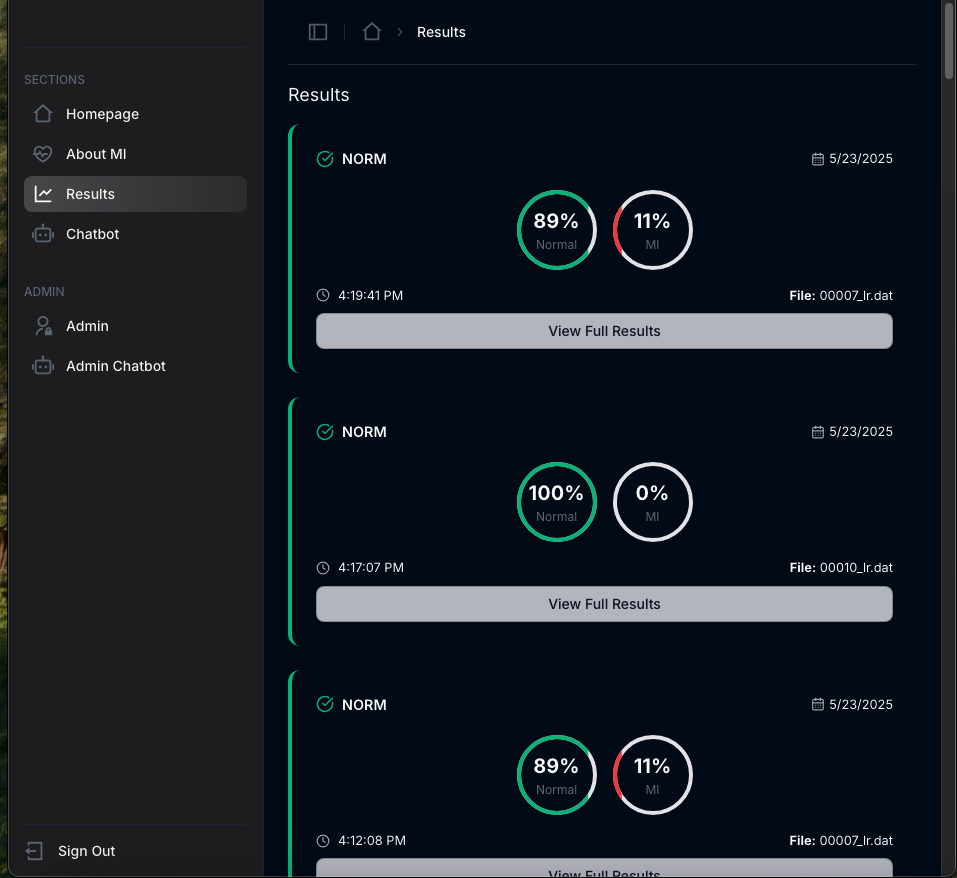 Results
SECTIONS
Homepage
About MI
Results
Chatbot
ADMIN
Admin
Admin Chatbot
Sign Out
Results
NORM
5/23/2025
89%
Normal
11%
MI
4:19:41 PM
File: 00007_lr.dat
View Full Results
NORM
5/23/2025
100%
Normal
0%
MI
4:17:07 PM
File: 00010_lr.dat
View Full Results
NORM
5/23/2025
89%
Normal
11%
MI
4:12:08 PM
File: 00007_lr.dat
View Full Results